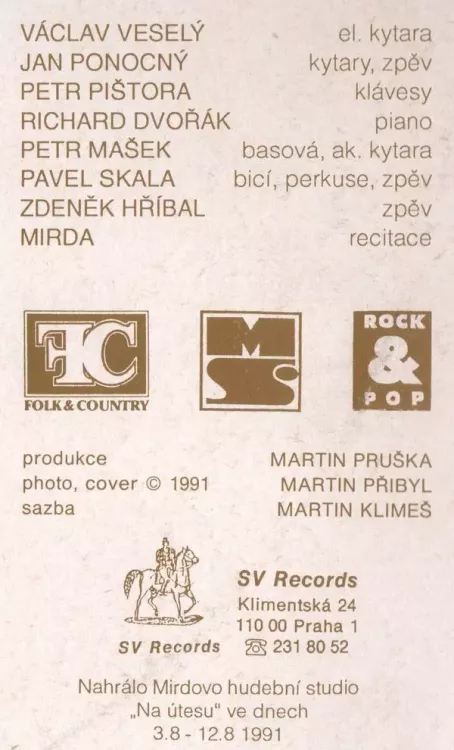 VÁCLAV VESELÝ el. kytara
JAN PONOCNÝ kytary, zpěv
PETR PIŠTORA klávesy
RICHARD DVOŘÁK piano
PETR MAŠEK basová, ak. kytara
PAVEL SKALA bicí, perkuse, zpěv
ZDENĚK HŘÍBAL zpěv
MIRDA recitace
FC
FOLK & COUNTRY
MSS
ROCK
&
POP
produkce MARTIN PRUŠKA
photo, cover © 1991 MARTIN PŘIBYL
sazba MARTIN KLIMEŠ
SV Records
SV Records
Klimentská 24
110 00 Praha 1
☏ 231 80 52
Nahrálo Mirdovo hudební studio
„Na útesu" ve dnech
3.8 - 12.8 1991